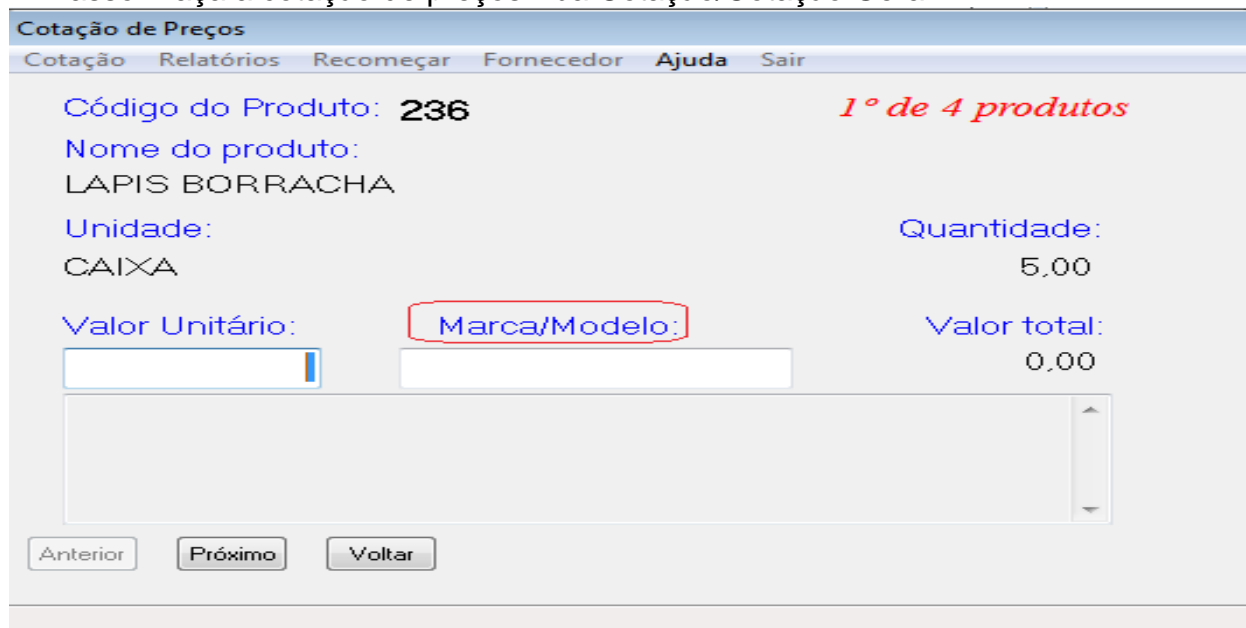 Cotação de Preços
Cotação Relatórios Recomeçar Fornecedor Ajuda Sair
Código do Produto: 236 1º de 4 produtos
Nome do produto:
LAPIS BORRACHA
Unidade: Quantidade:
CAIXA 5,00
Valor Unitário: Marca/Modelo: Valor total:
0,00
Anterior Próximo Voltar